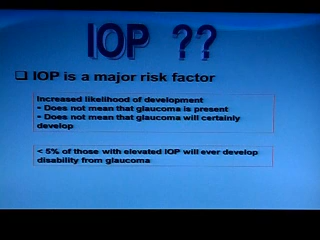 IOP ??
❑ IOP is a major risk factor
Increased likelihood of development
- Does not mean that glaucoma is present
- Does not mean that glaucoma will certainly
develop
< 5% of those with elevated IOP will ever develop
disability from glaucoma